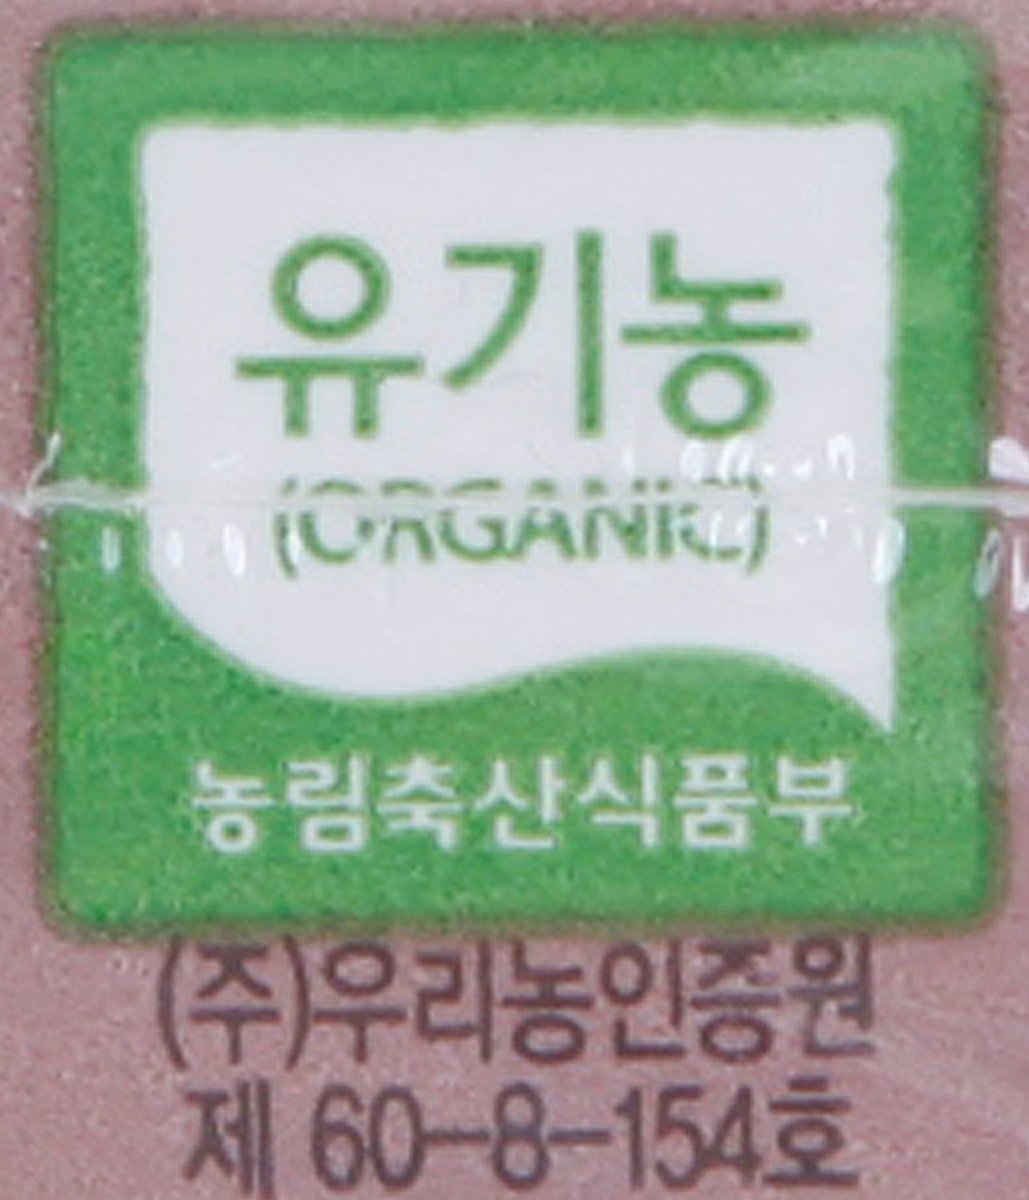 유기농
(ORGANIC)
농림축산식품부
(주)우리농인증원
제 60-8-154호